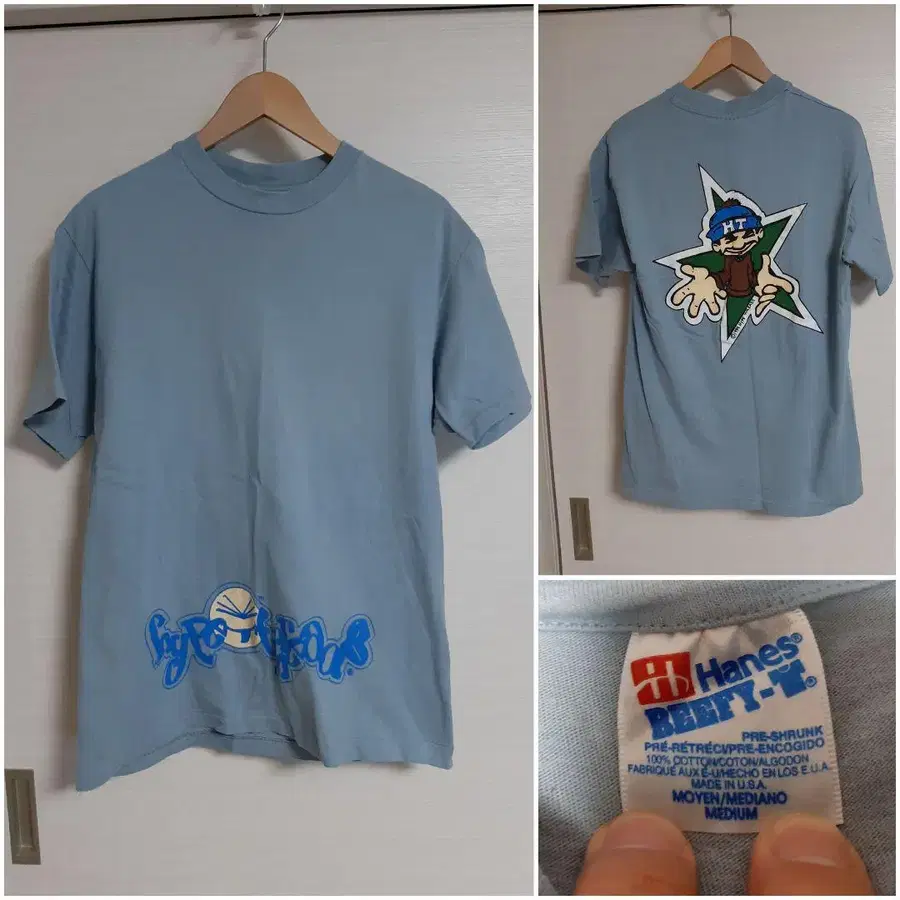 HT
Hanes®
BEEFY-T®
PRE-SHRUNK
PRÉ-RÉTRÉCI/PRE-ENCOGIDO
100% COTTON/COTON/ALGODON
FABRIQUE AUX É-U/HECHO EN LOS E.U.A.
MADE IN U.S.A.
MOYEN/MEDIANO
MEDIUM